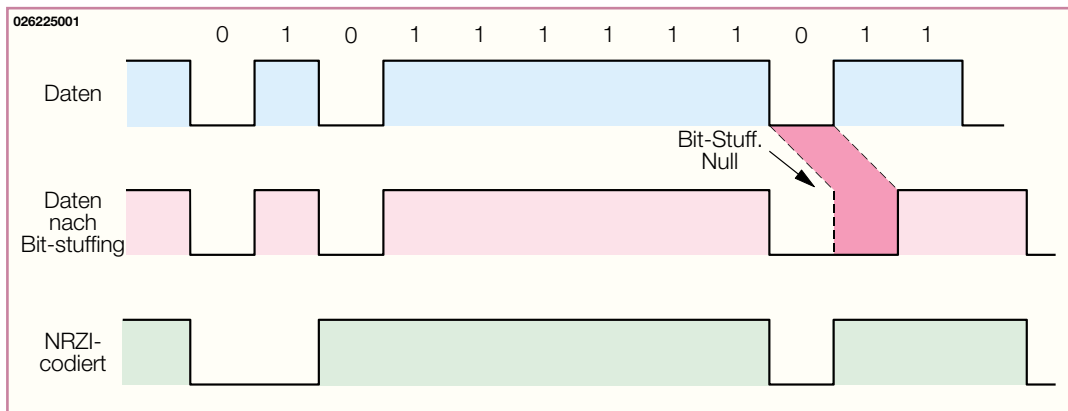 026225001
0 1 0 1 1 1 1 1 1 0 1 1
Daten
Bit-Stuff.
Null
Daten
nach
Bit-stuffing
NRZI-
codiert